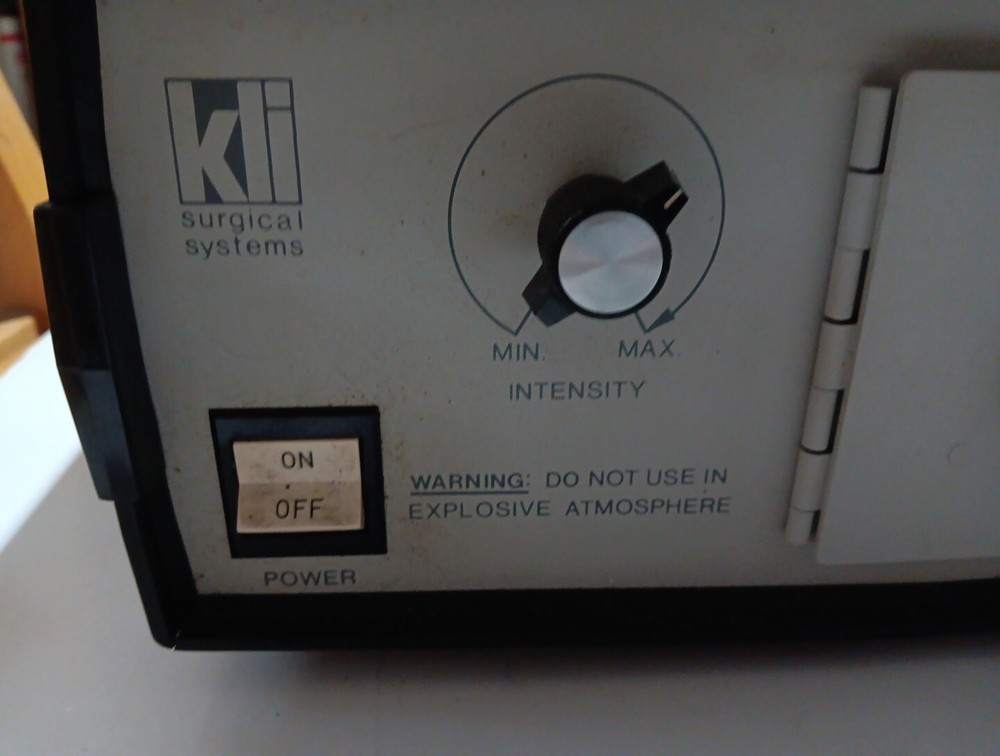 kli
surgical
systems
MIN. MAX.
INTENSITY
ON
OFF
WARNING: DO NOT USE IN
EXPLOSIVE ATMOSPHERE
POWER